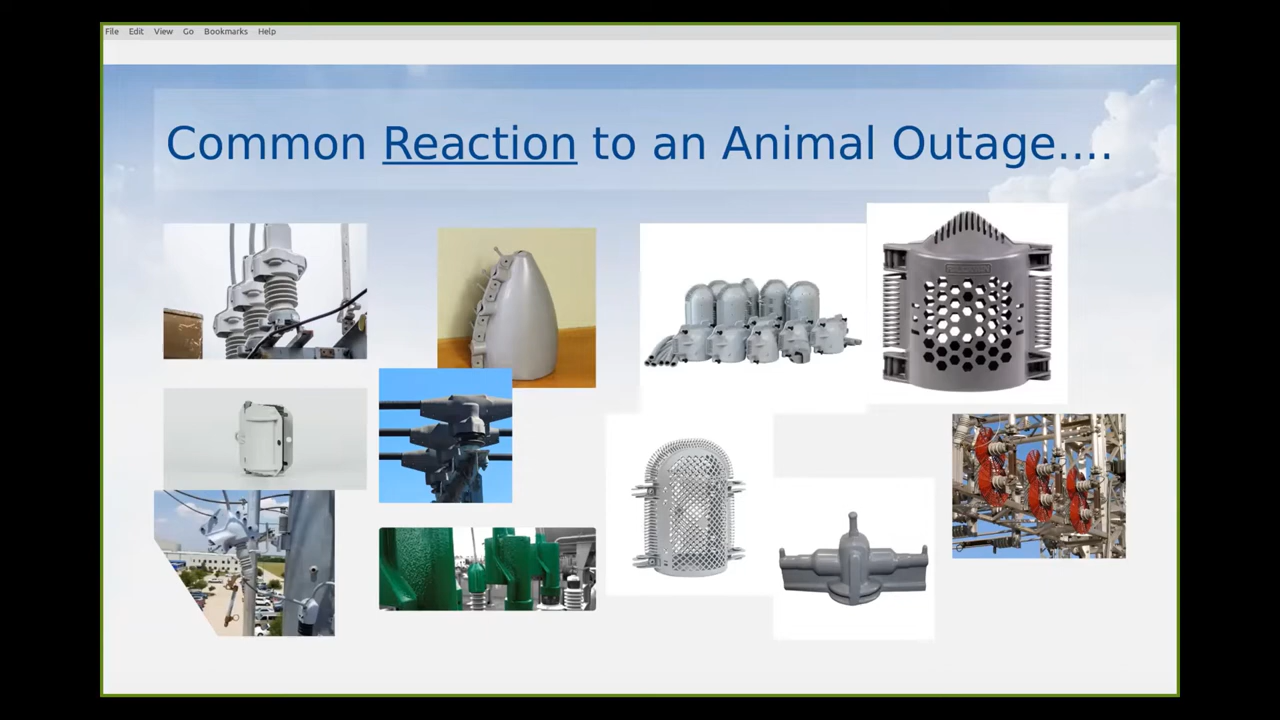 File Edit View Go Bookmarks Help
Common Reaction to an Animal Outage....